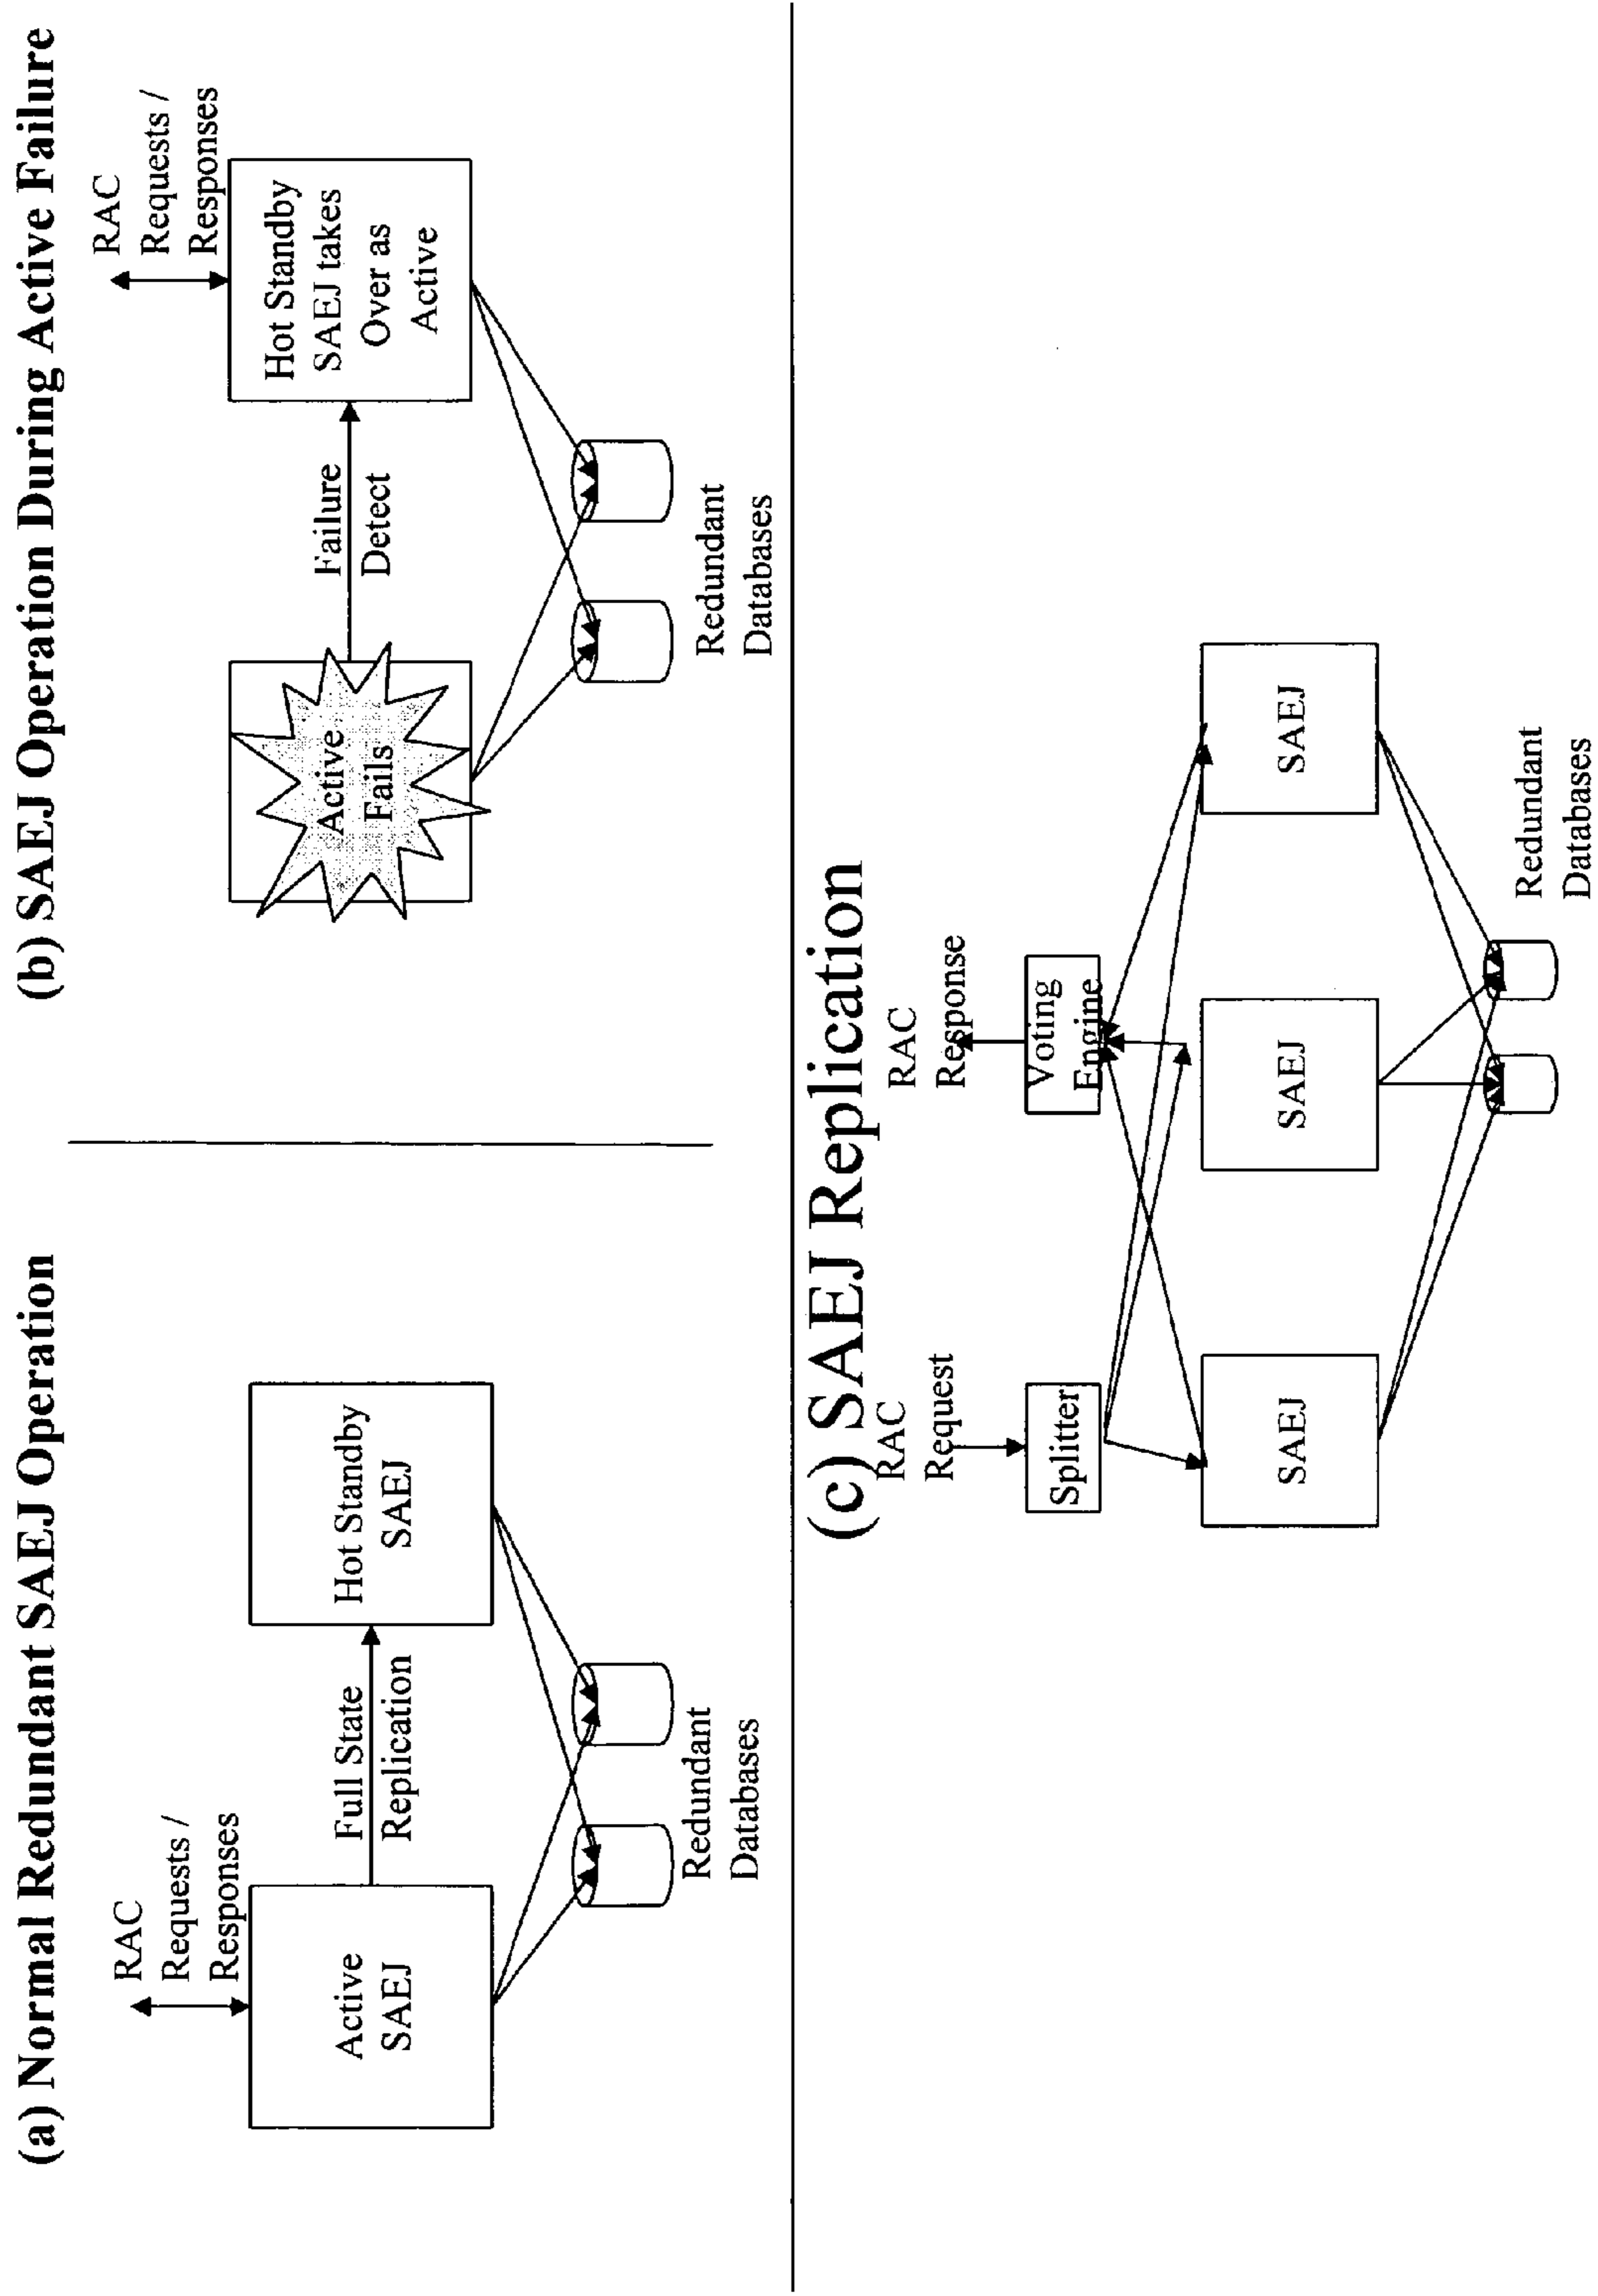 (a) Normal Redundant SAEJ Operation
RAC
Requests /
Responses
Active
SAEJ
Full State
Replication
Hot Standby
SAEJ
Redundant
Databases
(b) SAEJ Operation During Active Failure
RAC
Requests /
Responses
Active
Fails
Failure
Detect
Hot Standby
SAEJ takes
Over as
Active
Redundant
Databases
(c) SAEJ Replication
RAC
Request
Splitter
RAC
Response
Voting
Engine
SAEJ
SAEJ
SAEJ
Redundant
Databases